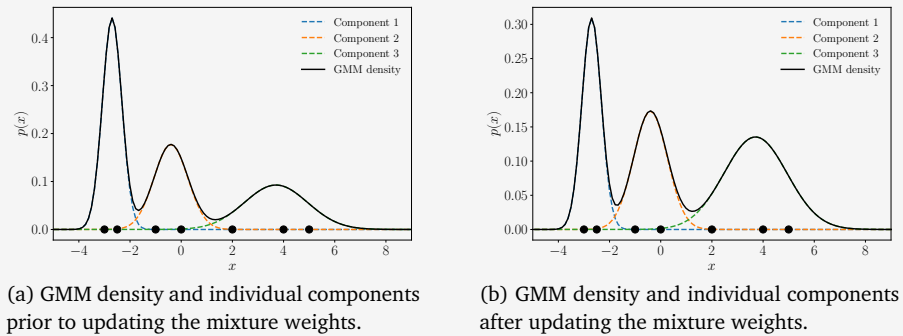 0.4
0.3
0.2
0.1
0.0
p(x)
−4 −2 0 2 4 6 8
x
Component 1
Component 2
Component 3
GMM density
(a) GMM density and individual components
prior to updating the mixture weights.
0.30
0.25
0.20
0.15
0.10
0.05
0.00
p(x)
−4 −2 0 2 4 6 8
x
Component 1
Component 2
Component 3
GMM density
(b) GMM density and individual components
after updating the mixture weights.